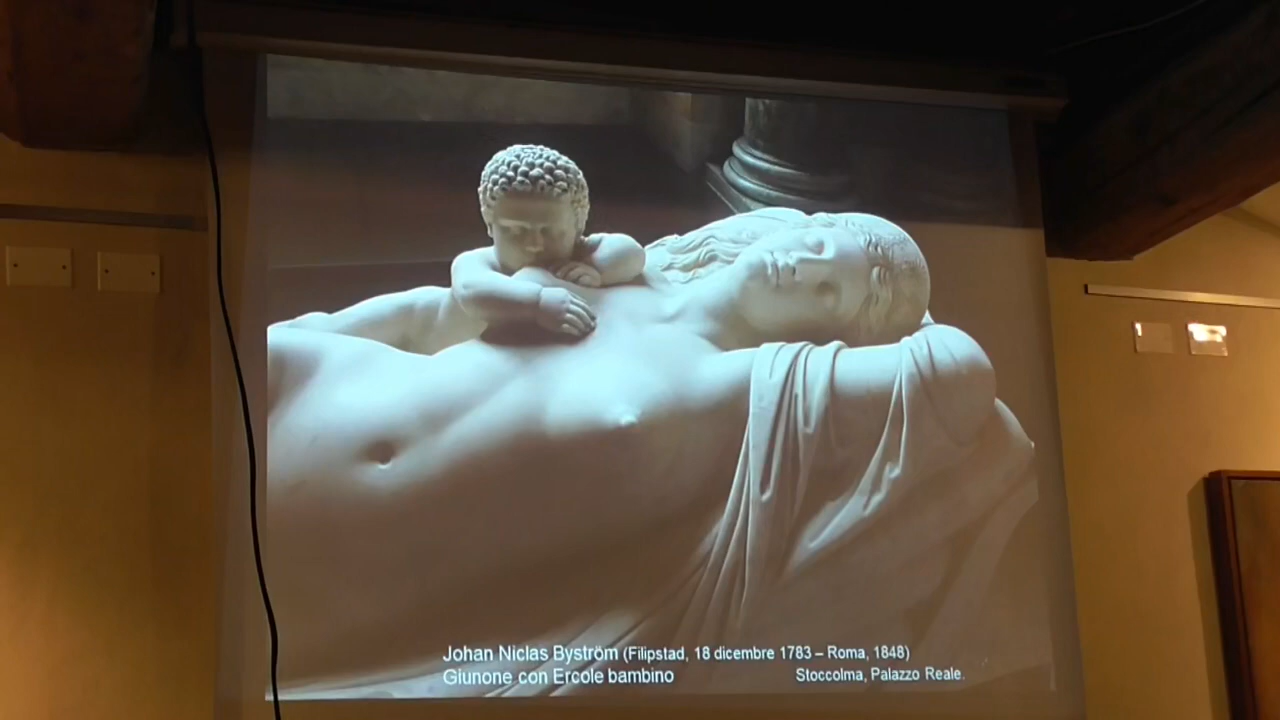 Johan Niclas Byström (Filipstad, 18 dicembre 1783 – Roma, 1848)
Giunone con Ercole bambino Stoccolma, Palazzo Reale.